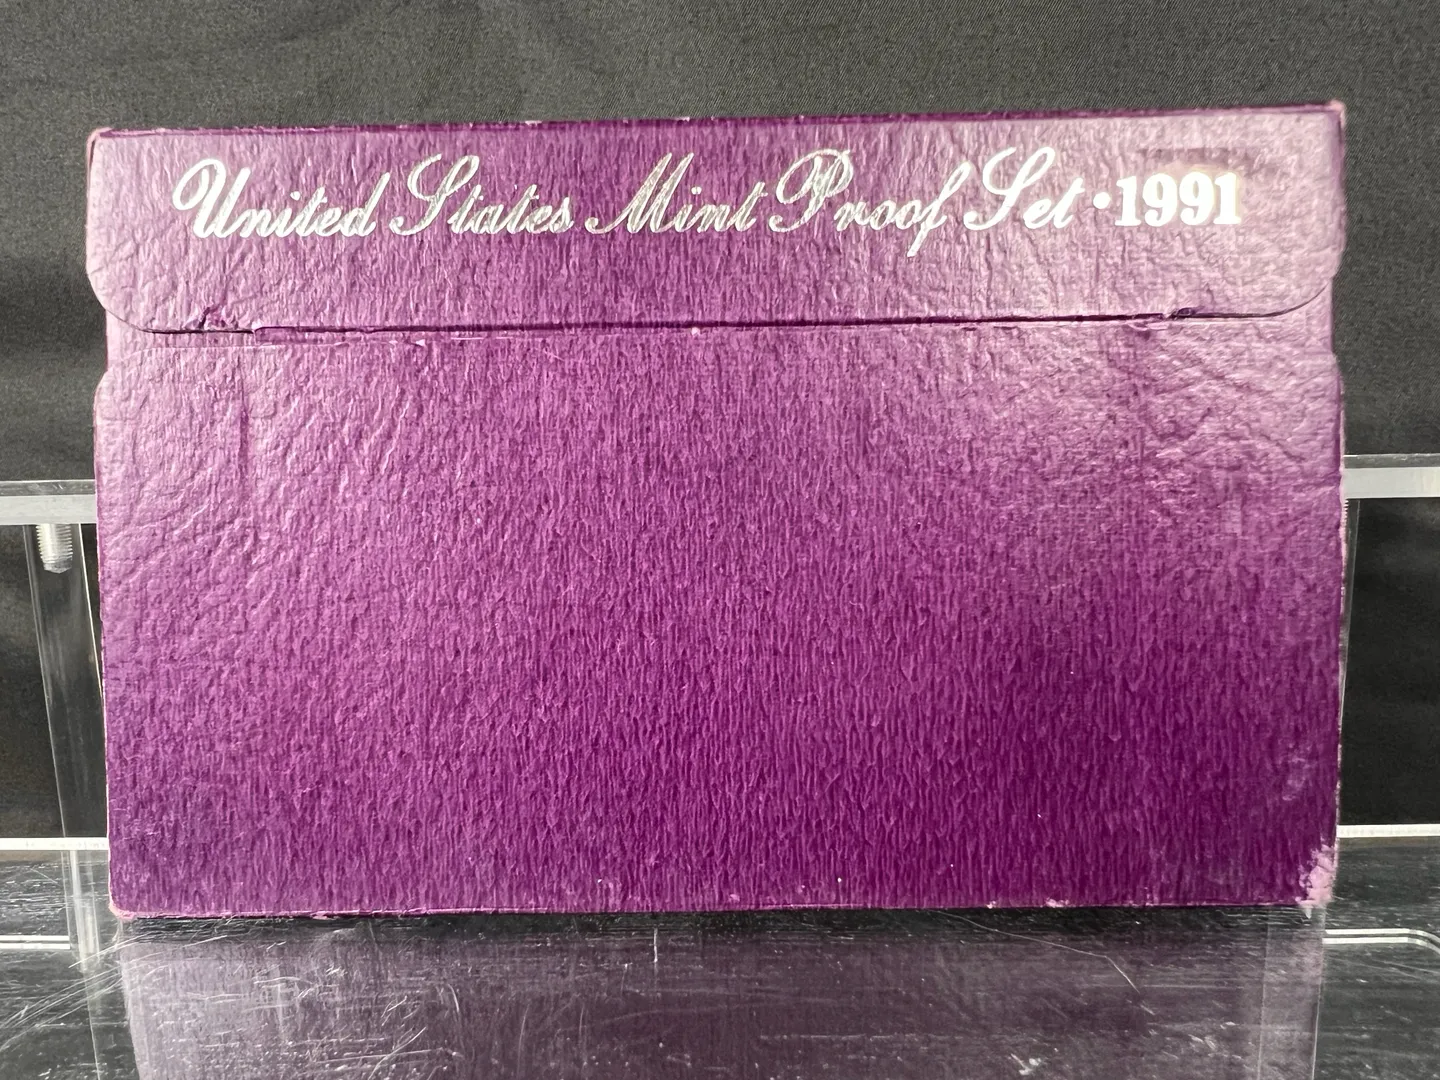 United States Mint Proof Set • 1991